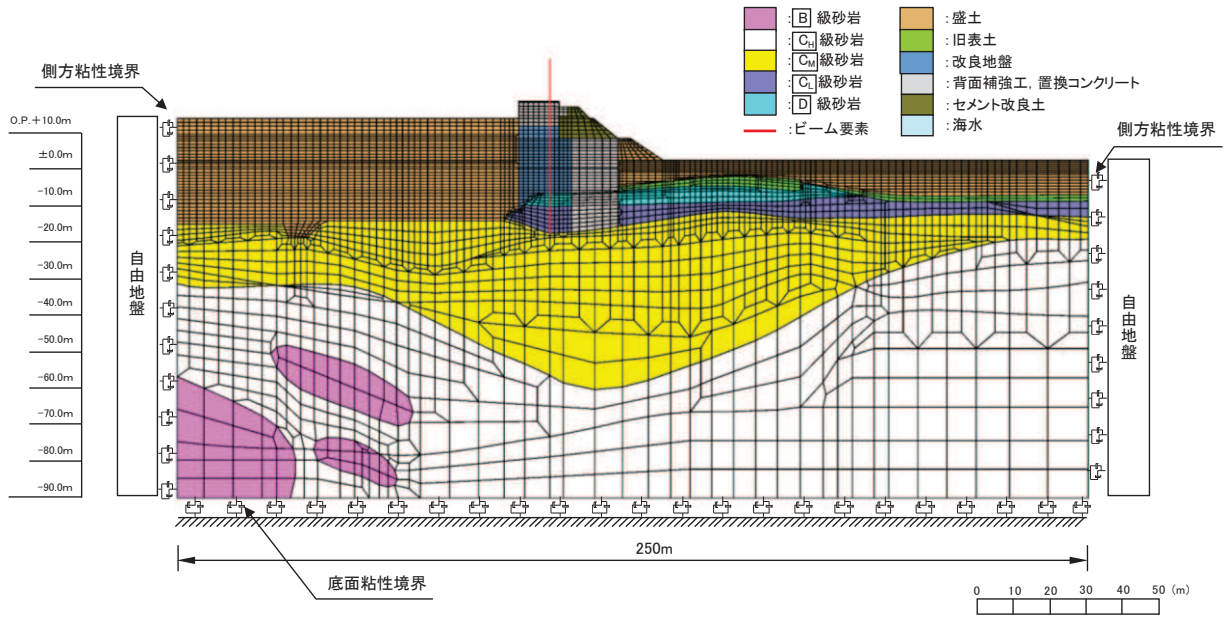 B 級砂岩
CH 級砂岩
CM 級砂岩
CL 級砂岩
D 級砂岩
:ビーム要素
:盛土
:旧表土
:改良地盤
:背面補強工, 置換コンクリート
:セメント改良土
:海水
側方粘性境界
側方粘性境界
O.P.+10.0m
±0.0m
-10.0m
-20.0m
-30.0m
-40.0m
-50.0m
-60.0m
-70.0m
-80.0m
-90.0m
自由地盤
自由地盤
250m
底面粘性境界
0 10 20 30 40 50 (m)